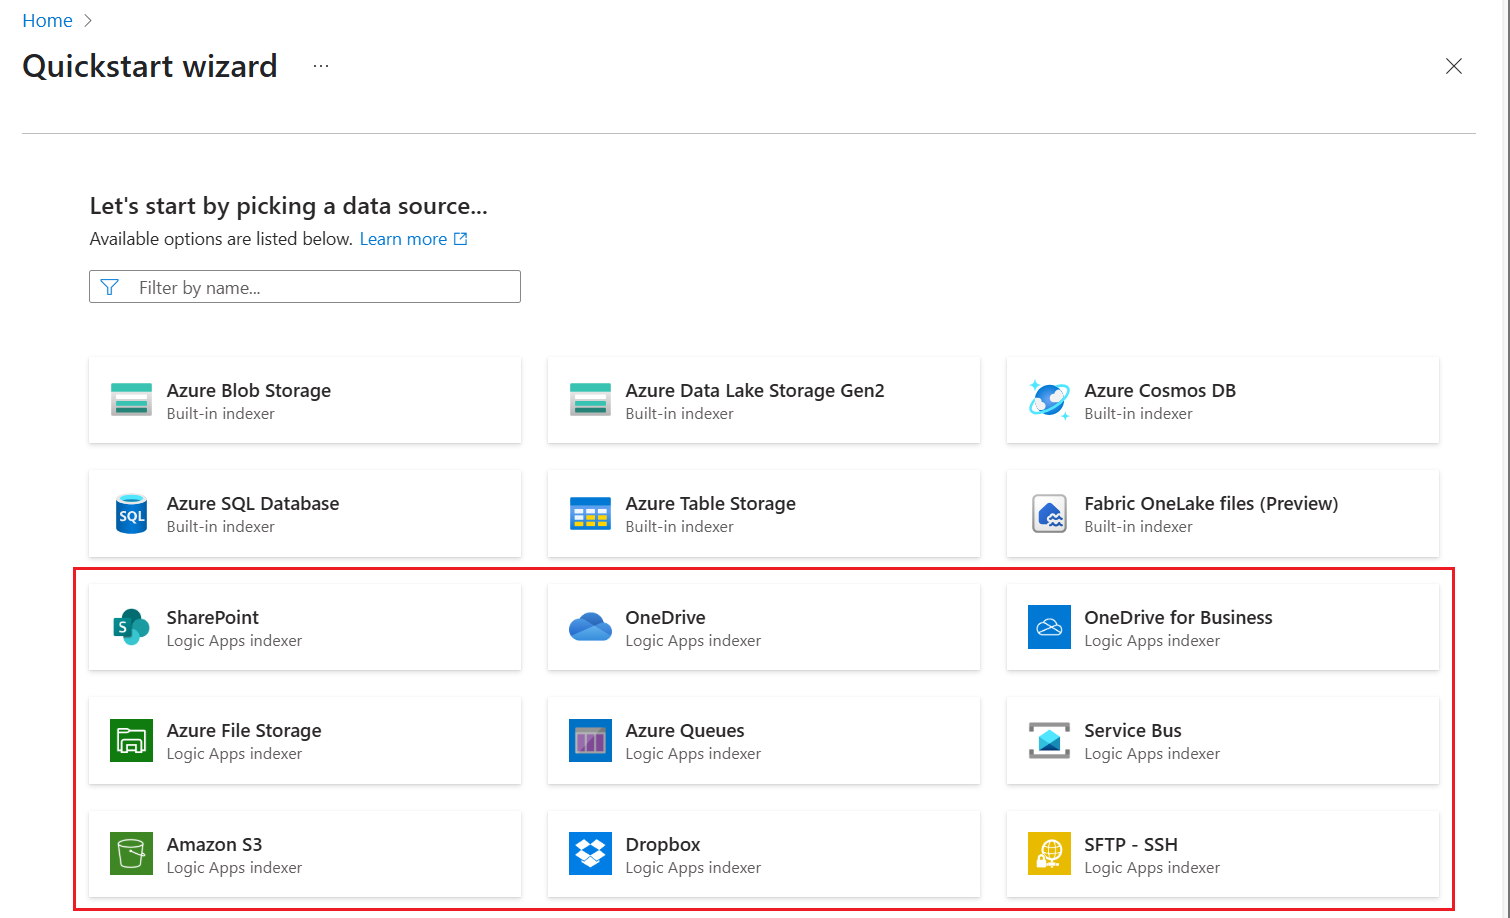 Home
Quickstart wizard ...
Let's start by picking a data source...
Available options are listed below. Learn more
Filter by name...
Azure Blob Storage
Built-in indexer
Azure Data Lake Storage Gen2
Built-in indexer
Azure Cosmos DB
Built-in indexer
SQL
Azure SQL Database
Built-in indexer
Azure Table Storage
Built-in indexer
Fabric OneLake files (Preview)
Built-in indexer
S
SharePoint
Logic Apps indexer
OneDrive
Logic Apps indexer
OneDrive for Business
Logic Apps indexer
Azure File Storage
Logic Apps indexer
Azure Queues
Logic Apps indexer
Service Bus
Logic Apps indexer
Amazon S3
Logic Apps indexer
Dropbox
Logic Apps indexer
SFTP - SSH
Logic Apps indexer